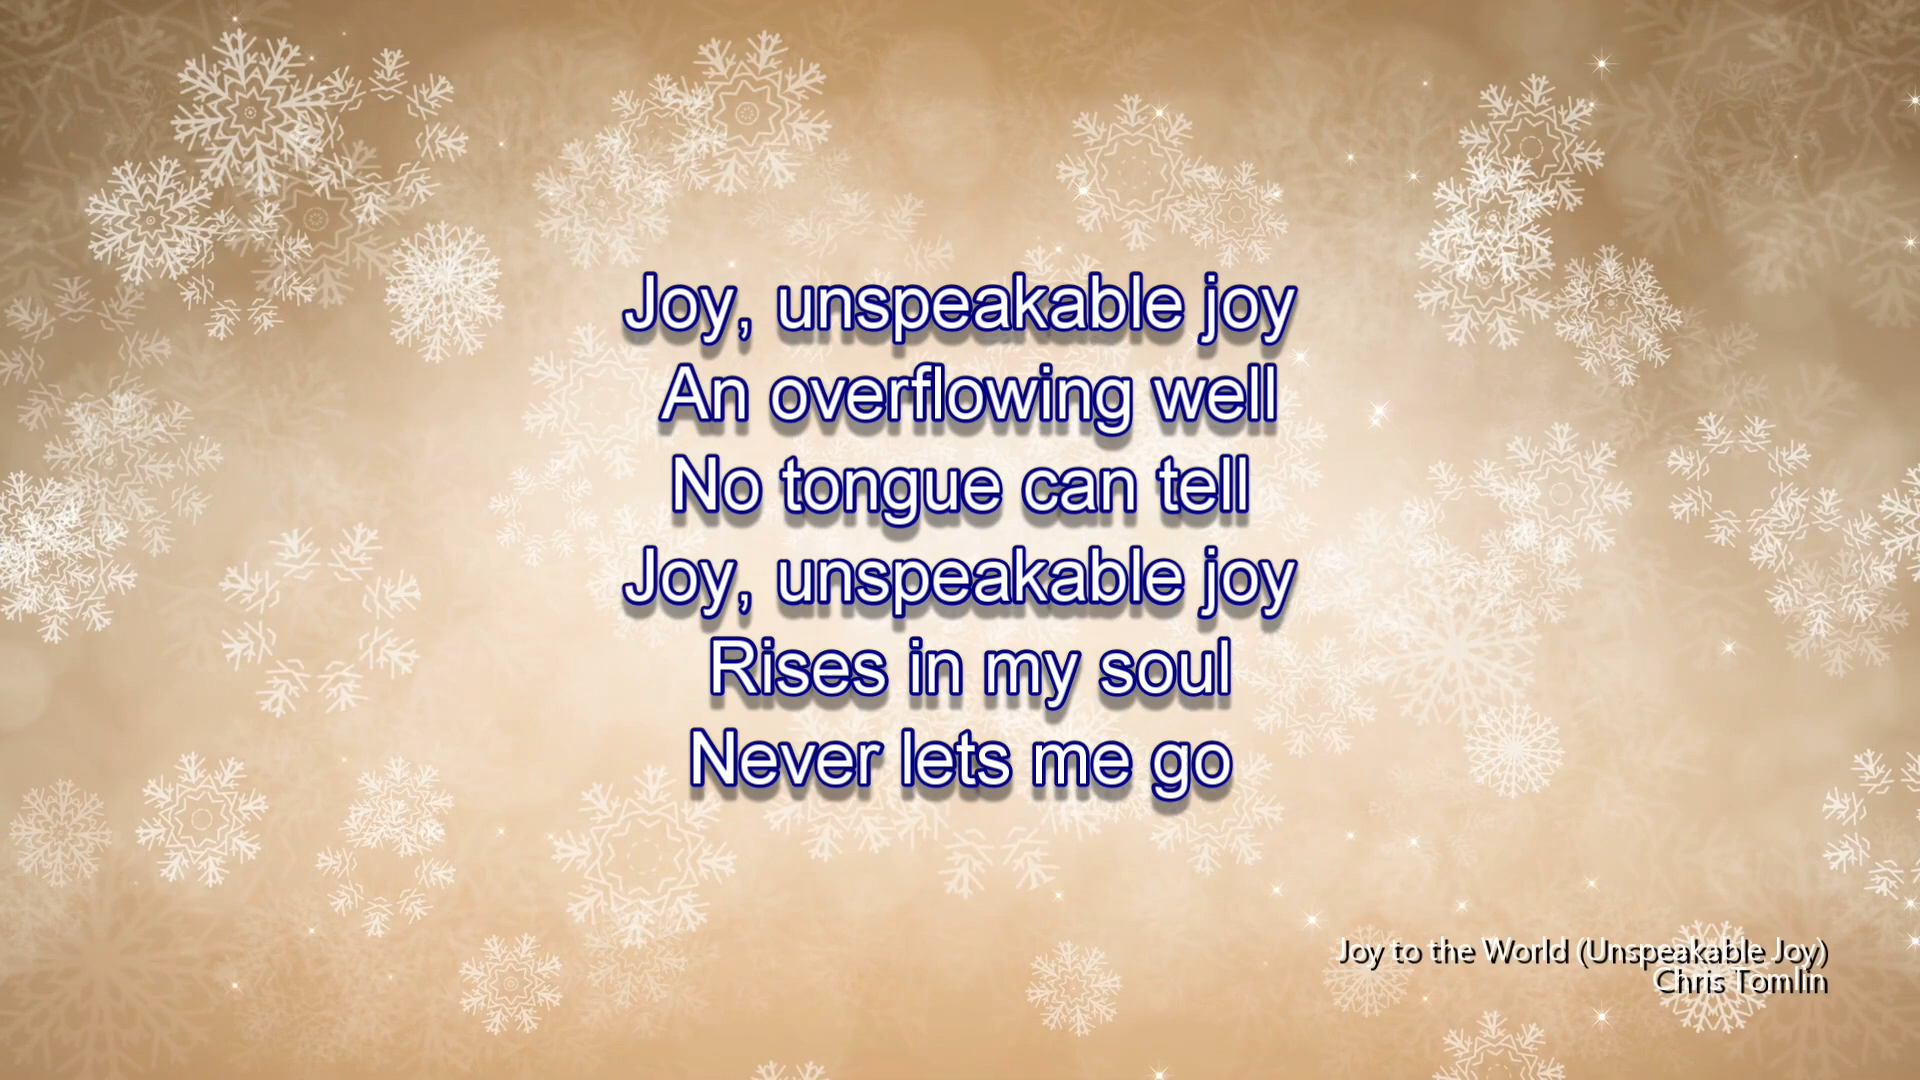 Joy, unspeakable joy
An overflowing well
No tongue can tell
Joy, unspeakable joy
Rises in my soul
Never lets me go
Joy to the World (Unspeakable Joy)
Chris Tomlin